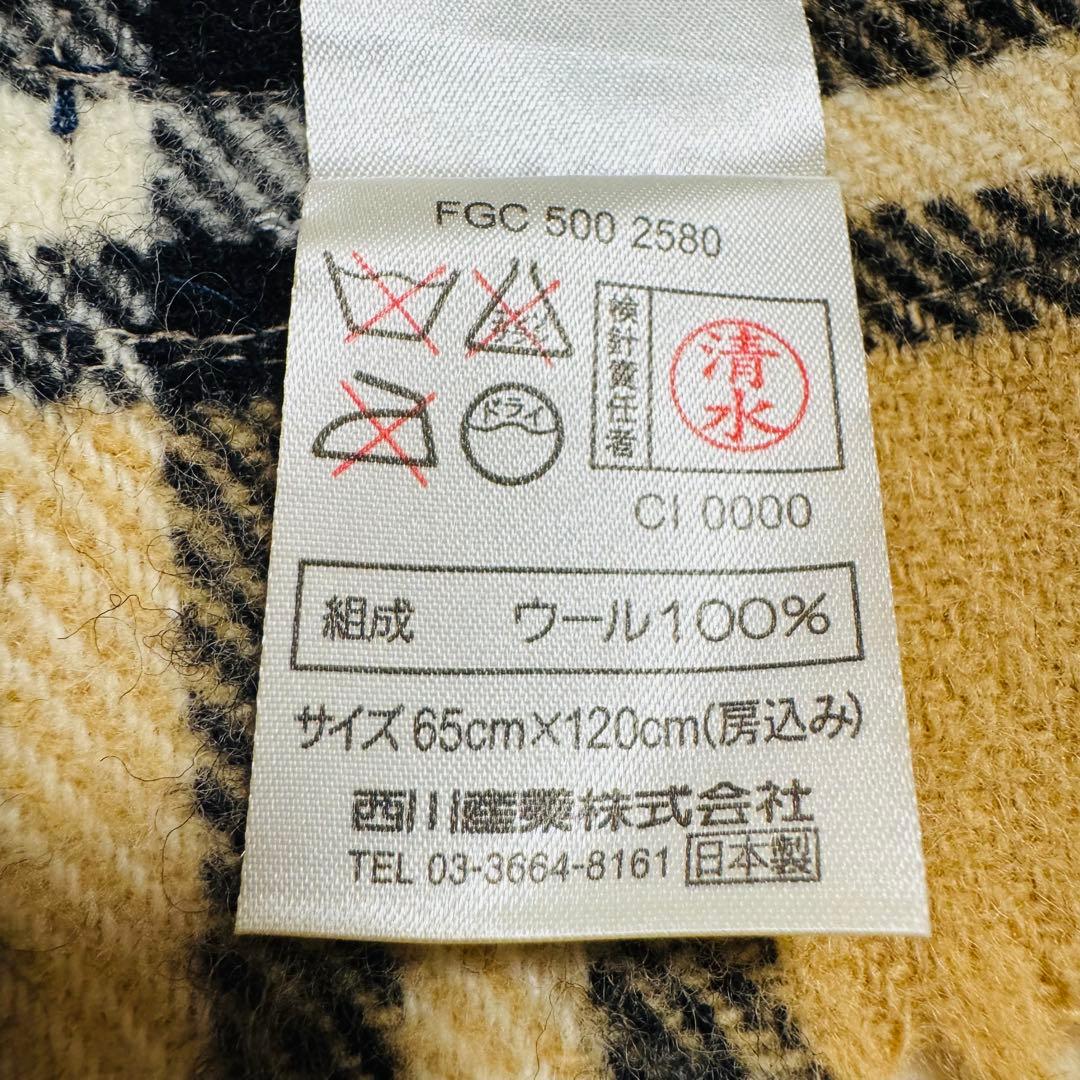 FGC 500 2580
ドライ
検針責任者
清水
CI 0000
組成 ウール100%
サイズ 65cm×120cm(房込み)
西川産業株式会社
TEL 03-3664-8161 日本製